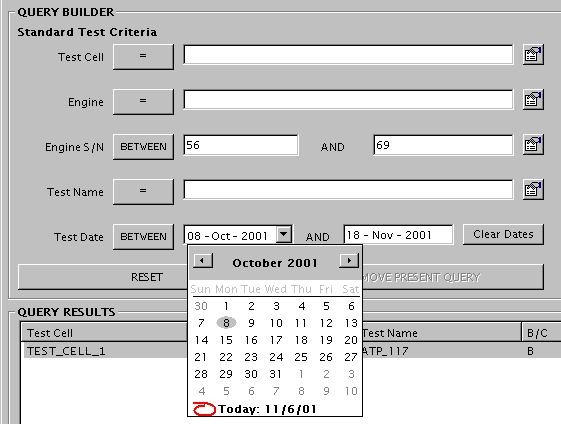 QUERY BUILDER
Standard Test Criteria
Test Cell =
Engine =
Engine S/N BETWEEN 56 AND 69
Test Name =
Test Date BETWEEN 08 - Oct - 2001 AND 18 - Nov - 2001 Clear Dates
October 2001
RESET MOVE PRESENT QUERY
Sun Mon Tue Wed Thu Fri Sat
30 1 2 3 4 5 6
QUERY RESULTS
7 8 9 10 11 12 13
Test Cell Test Name B/C
14 15 16 17 18 19 20
TEST_CELL_1 ATP_117 B
21 22 23 24 25 26 27
28 29 30 31 1 2 3
4 5 6 7 8 9 10
Today: 11/6/01